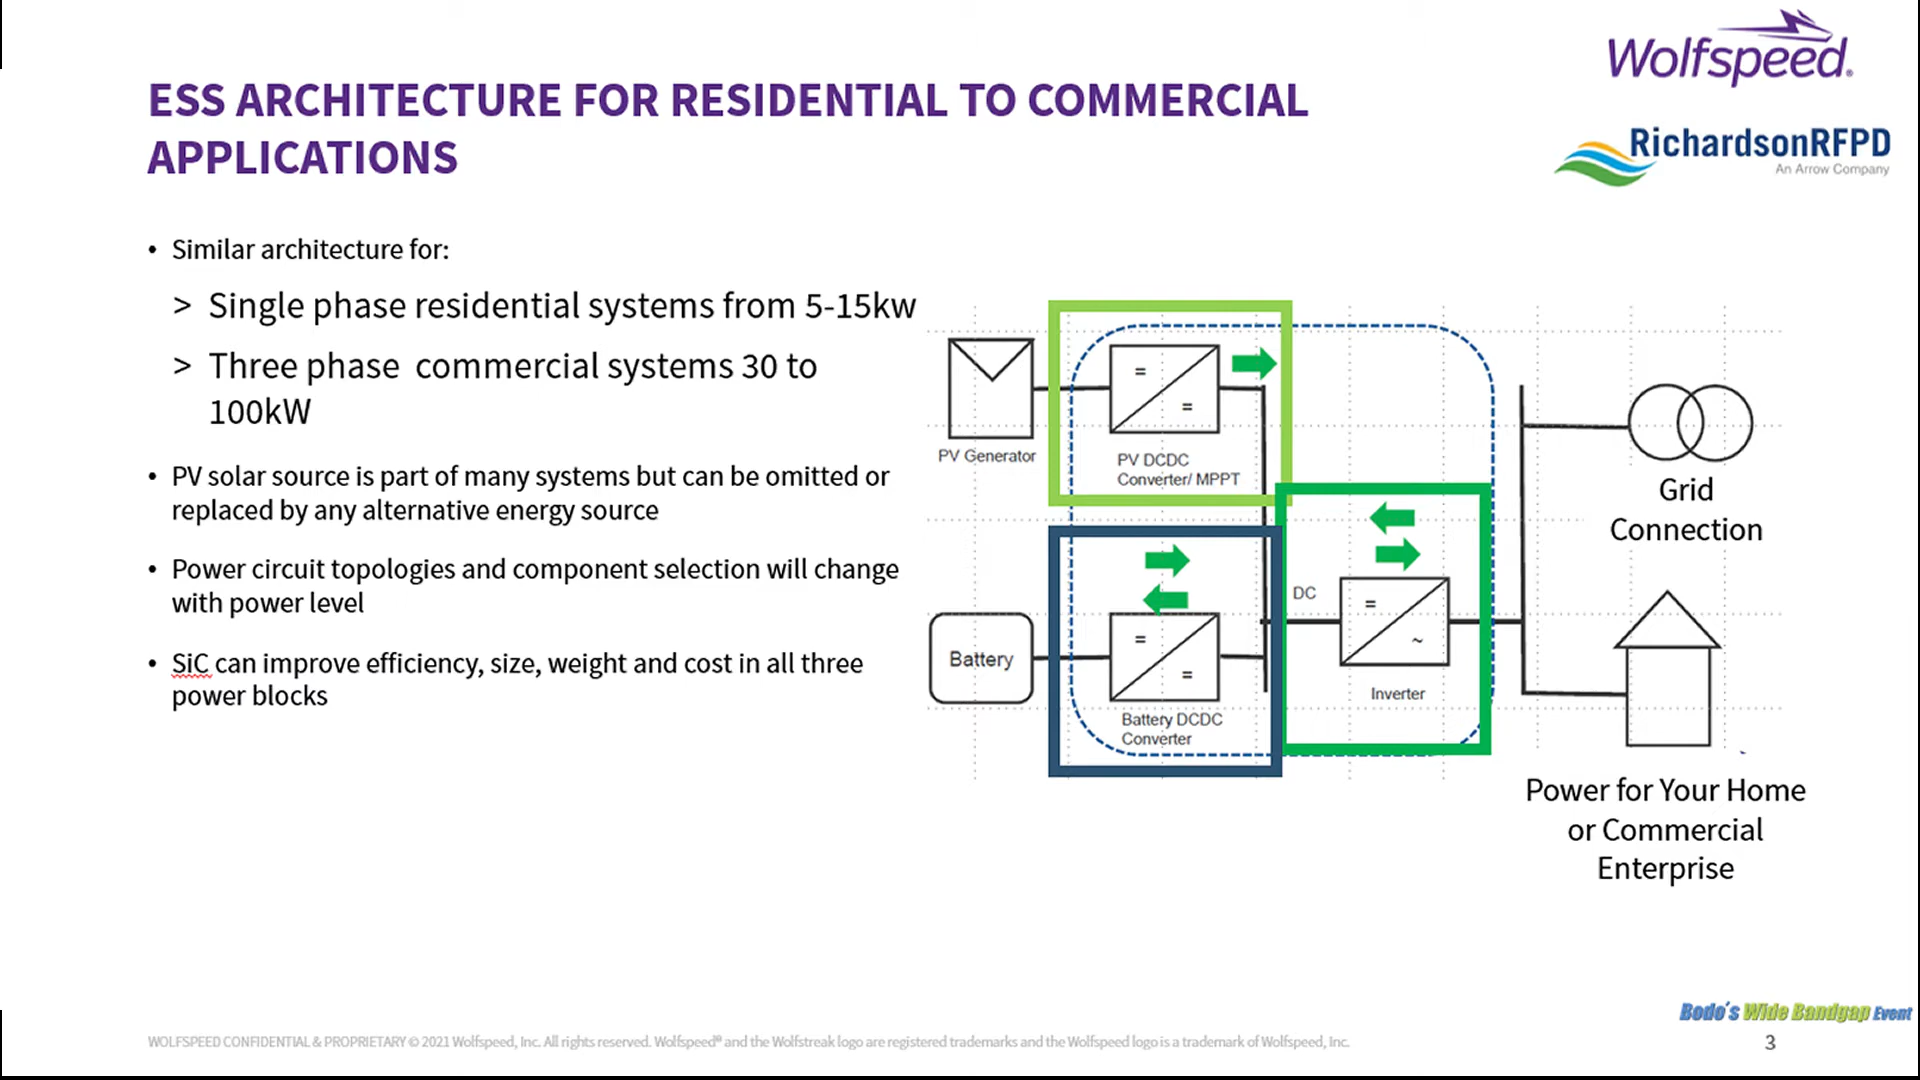 Wolfspeed®
ESS ARCHITECTURE FOR RESIDENTIAL TO COMMERCIAL
APPLICATIONS
RichardsonRFPD
An Arrow Company
• Similar architecture for:
> Single phase residential systems from 5-15kw
> Three phase commercial systems 30 to
100kW
• PV solar source is part of many systems but can be omitted or
replaced by any alternative energy source
• Power circuit topologies and component selection will change
with power level
• SiC can improve efficiency, size, weight and cost in all three
power blocks
=
=
PV Generator
PV DCDC
Converter/ MPPT
Grid
Connection
DC
=
~
Inverter
Battery
=
=
Battery DCDC
Converter
Power for Your Home
or Commercial
Enterprise
Bodo's Wide Bandgap Event
WOLFSPEED CONFIDENTIAL & PROPRIETARY © 2021 Wolfspeed, Inc. All rights reserved. Wolfspeed® and the Wolfstreak logo are registered trademarks and the Wolfspeed logo is a trademark of Wolfspeed, Inc.
3